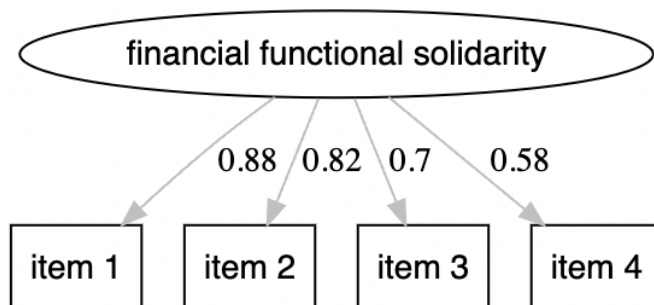 financial functional solidarity
0.88 0.82 0.7 0.58
item 1 item 2 item 3 item 4